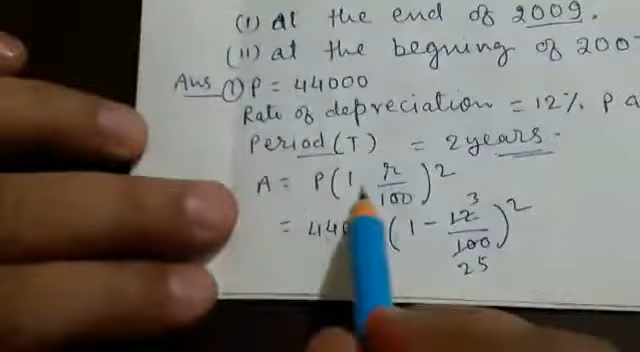 (I) at the end of 2009.
(II) at the begning of 200
Ans (1) P = 44000
Rate of depreciation = 12% P a
Period (T) = 2 years.
A = P(1 r/100)^2
= 44 (1 - 12 3/100 25)^2